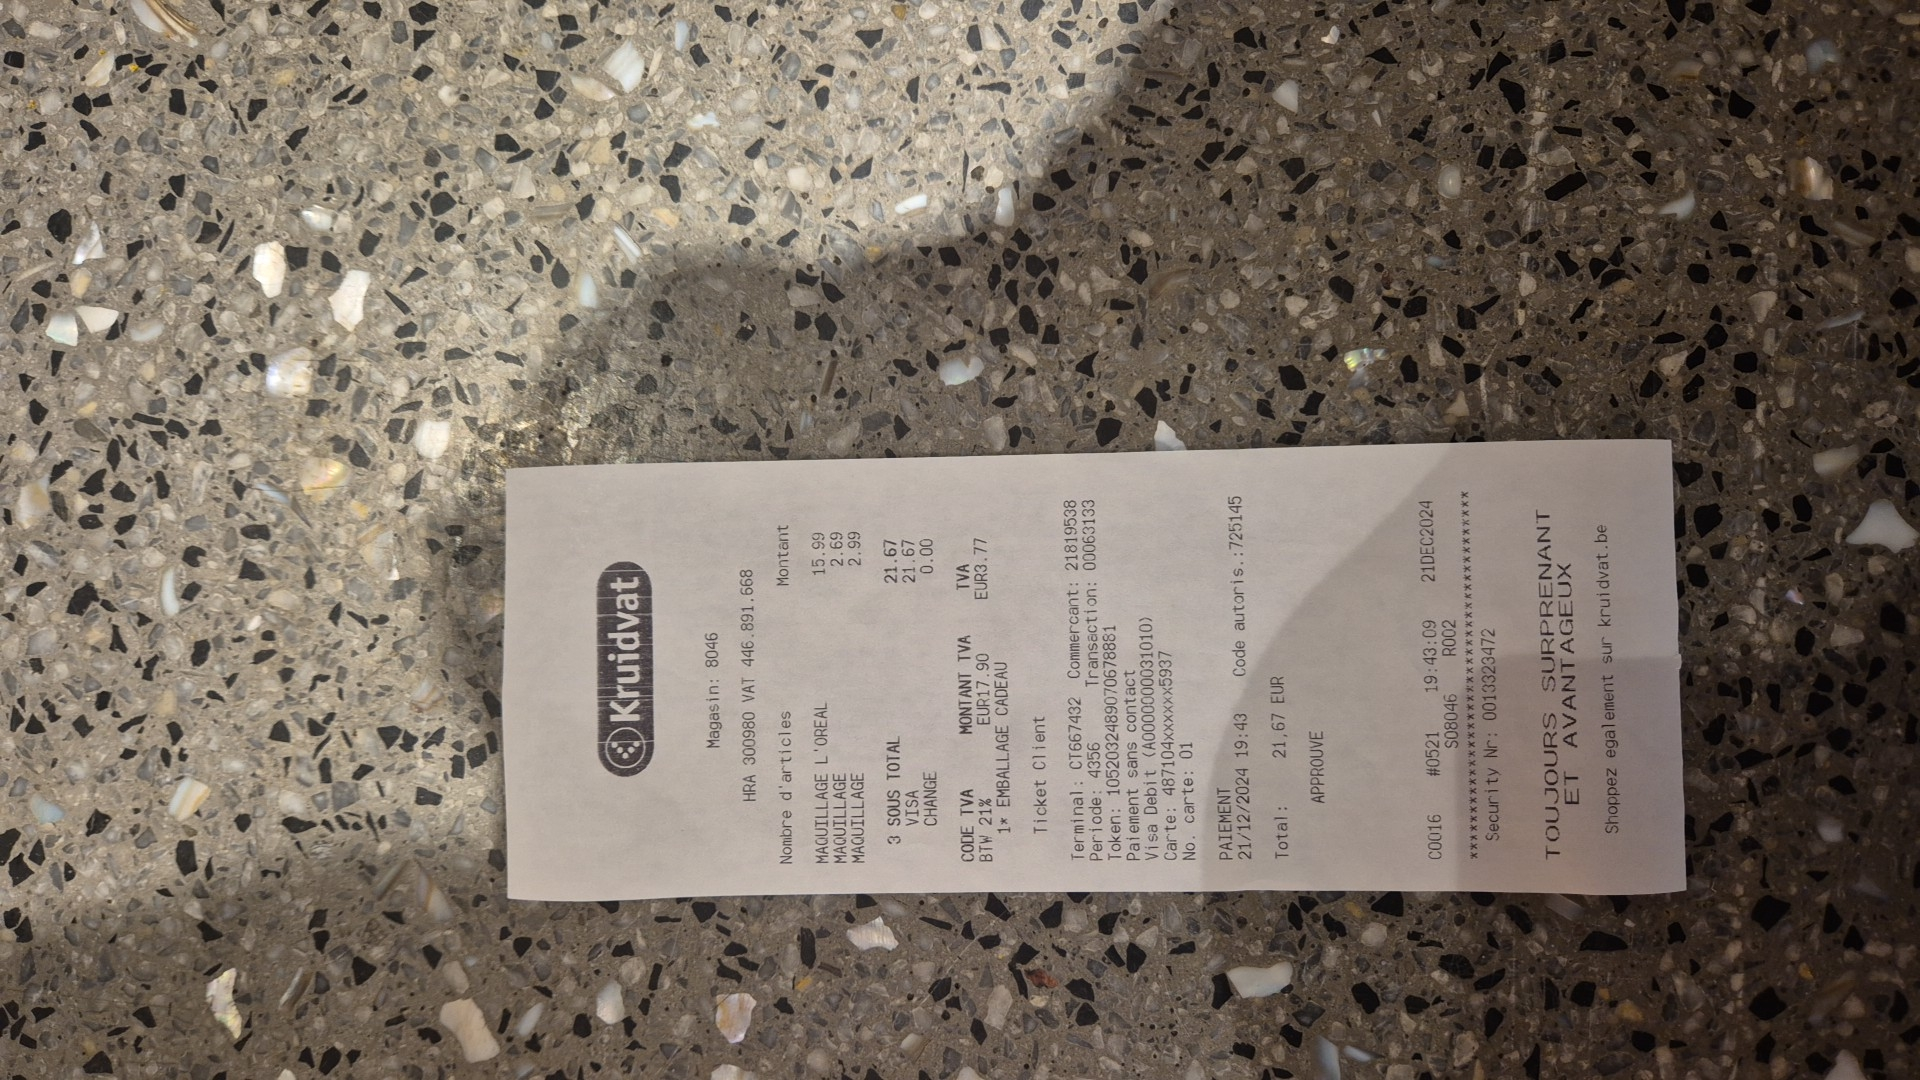 Kruidvat
Magasin: 8046
HRA 300980 VAT 446.891.668
Nombre d'articles Montant
MAQUILLAGE L'OREAL 15.99
MAQUILLAGE 2.69
MAQUILLAGE 2.99
3 SOUS TOTAL 21.67
VISA 21.67
CHANGE 0.00
CODE TVA MONTANT TVA TVA
BTW 21% EUR17.90 EUR3.77
1* EMBALLAGE CADEAU
Ticket Client
Terminal: CT667432 Commercant: 21819538
Periode: 4356 Transaction: 00063133
Token: 1052032489070678881
Paiement sans contact
Visa Debit (A0000000031010)
Carte: 487104xxxxxx5937
No. carte: 01
PAIEMENT
21/12/2024 19:43 Code autoris.:725145
Total: 21,67 EUR
APPROUVE
C0016 #0521 19:43:09 21DEC2024
S08046 R002
Security Nr: 001333​23472
TOUJOURS SURPRENANT
ET AVANTAGEUX
Shoppez egalement sur kruidvat.be